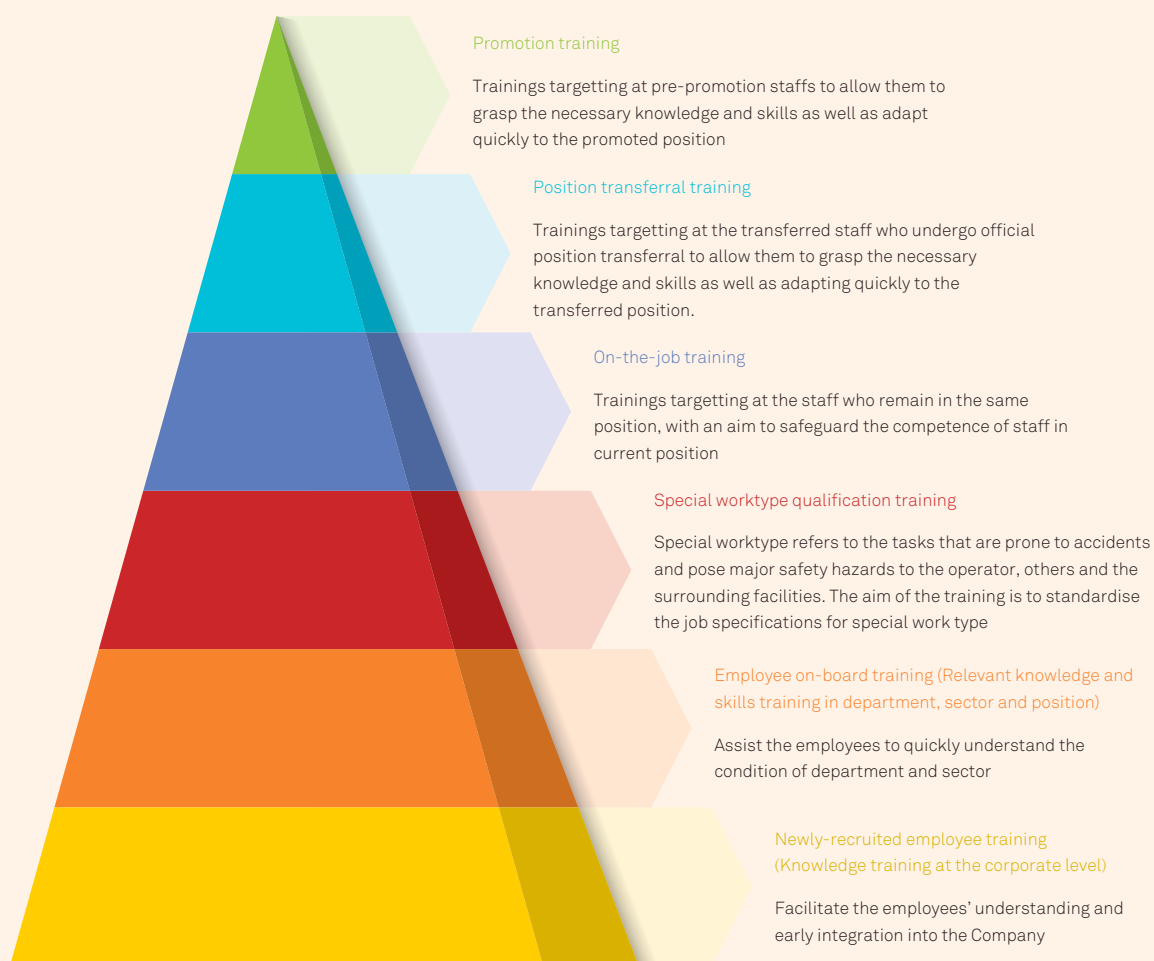 Promotion training
Trainings targetting at pre-promotion staffs to allow them to
grasp the necessary knowledge and skills as well as adapt
quickly to the promoted position
Position transferral training
Trainings targetting at the transferred staff who undergo official
position transferral to allow them to grasp the necessary
knowledge and skills as well as adapting quickly to the
transferred position.
On-the-job training
Trainings targetting at the staff who remain in the same
position, with an aim to safeguard the competence of staff in
current position
Special worktype qualification training
Special worktype refers to the tasks that are prone to accidents
and pose major safety hazards to the operator, others and the
surrounding facilities. The aim of the training is to standardise
the job specifications for special work type
Employee on-board training (Relevant knowledge and
skills training in department, sector and position)
Assist the employees to quickly understand the
condition of department and sector
Newly-recruited employee training
(Knowledge training at the corporate level)
Facilitate the employees’ understanding and
early integration into the Company